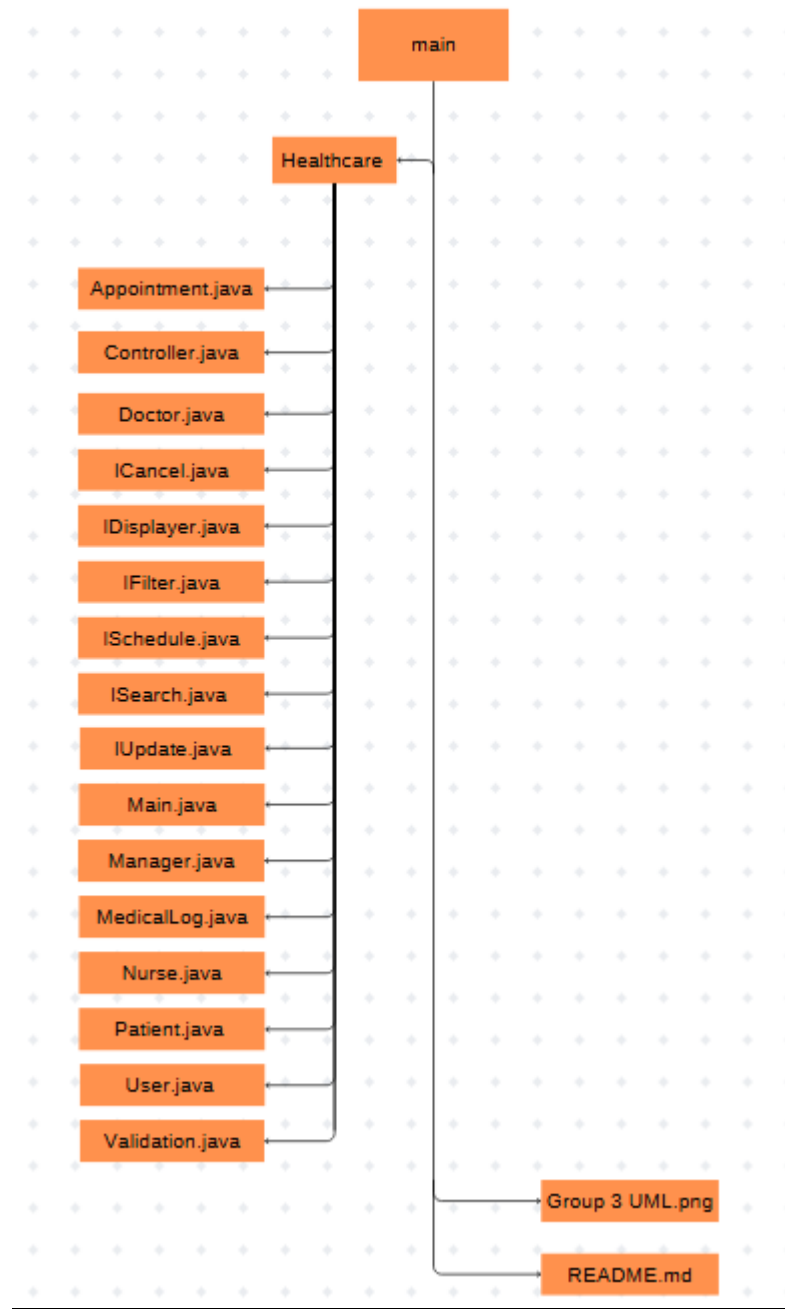 main
Healthcare
Appointment.java
Controller.java
Doctor.java
ICancel.java
IDisplayer.java
IFilter.java
ISchedule.java
ISearch.java
IUpdate.java
Main.java
Manager.java
MedicalLog.java
Nurse.java
Patient.java
User.java
Validation.java
Group 3 UML.png
README.md